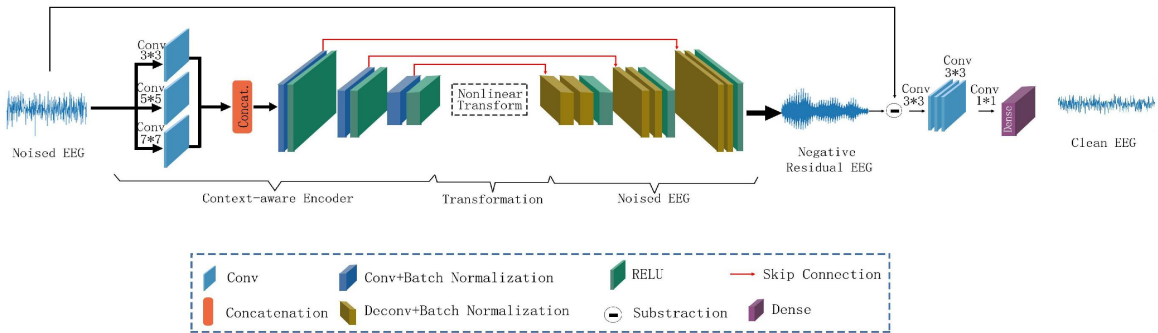 Noised EEG
Conv
3*3
Conv
5*5
Conv
7*7
Concat.
Nonlinear
Transform
Negative
Residual EEG
Conv
3*3
Conv
3*3
Conv
1*1
Dense
Clean EEG
Context-aware Encoder
Transformation
Noised EEG
Conv
Conv+Batch Normalization
RELU
Skip Connection
Concatenation
Deconv+Batch Normalization
Substraction
Dense